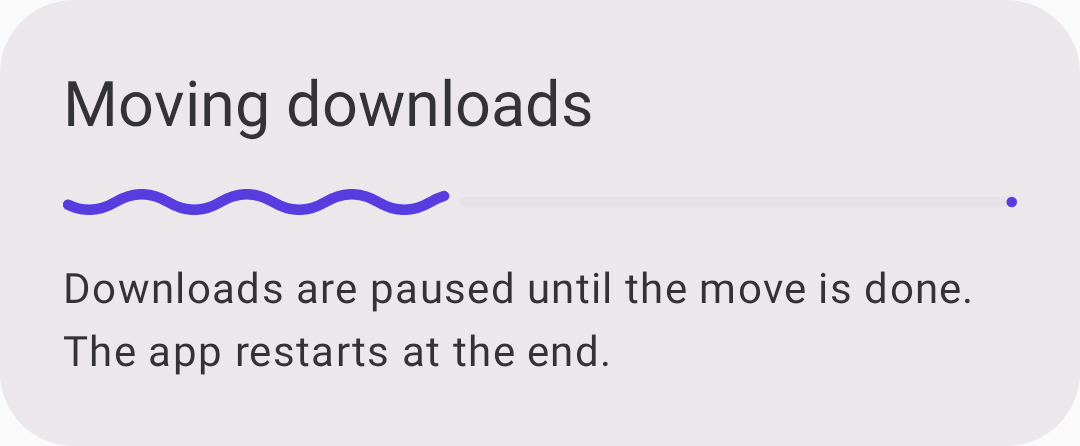 Moving downloads
Downloads are paused until the move is done.
The app restarts at the end.